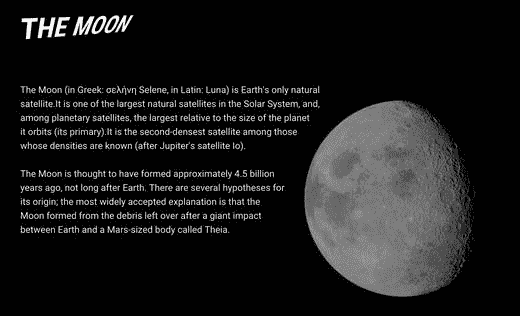 THE MOON
The Moon (in Greek: σελήνη Selene, in Latin: Luna) is Earth's only natural
satellite.It is one of the largest natural satellites in the Solar System, and,
among planetary satellites, the largest relative to the size of the planet
it orbits (its primary).It is the second-densest satellite among those
whose densities are known (after Jupiter's satellite Io).
The Moon is thought to have formed approximately 4.5 billion
years ago, not long after Earth. There are several hypotheses for
its origin; the most widely accepted explanation is that the
Moon formed from the debris left over after a giant impact
between Earth and a Mars-sized body called Theia.